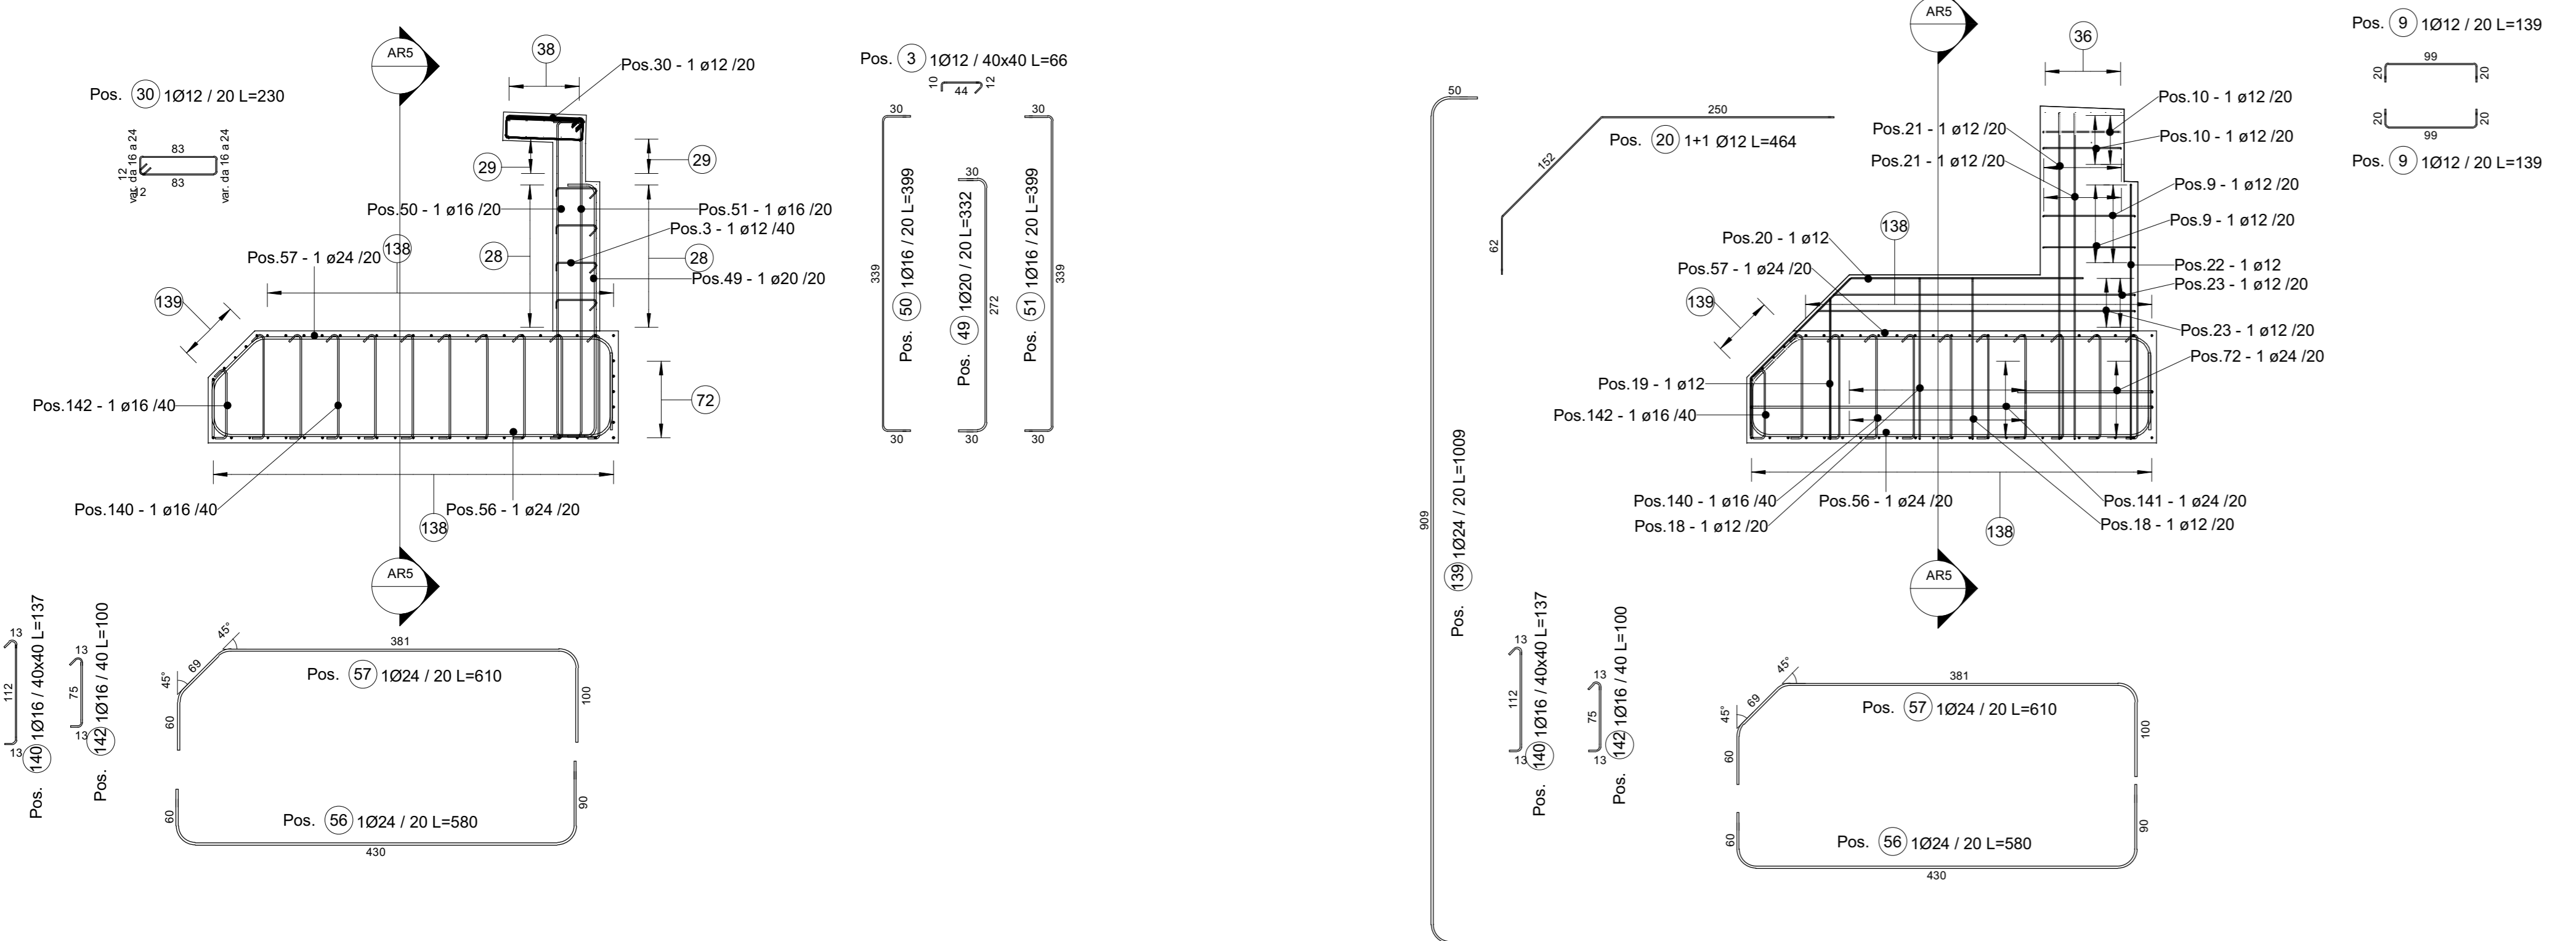 AR5
38
Pos.30 - 1 ø12 /20
Pos. 30 1Ø12 / 20 L=230
var. da 16 a 24
12
83
83
12
var. da 16 a 24
29
29
Pos.50 - 1 ø16 /20
Pos.51 - 1 ø16 /20
Pos.3 - 1 ø12 /40
138
28
28
Pos.57 - 1 ø24 /20
Pos.49 - 1 ø20 /20
139
72
Pos.142 - 1 ø16 /40
Pos.140 - 1 ø16 /40
138
Pos.56 - 1 ø24 /20
AR5
Pos. 3 1Ø12 / 40x40 L=66
10
44
12
30
339
30
Pos. 50 1Ø16 / 20 L=399
30
272
30
Pos. 49 1Ø20 / 20 L=332
30
339
30
Pos. 51 1Ø16 / 20 L=399
13
112
13
Pos. 140 1Ø16 / 40x40 L=137
13
75
13
Pos. 142 1Ø16 / 40 L=100
45°
45°
69
60
381
100
Pos. 57 1Ø24 / 20 L=610
60
430
90
Pos. 56 1Ø24 / 20 L=580
50
909
Pos. 139 1Ø24 / 20 L=1009
250
152
62
Pos. 20 1+1 Ø12 L=464
AR5
36
Pos.10 - 1 ø12 /20
Pos.21 - 1 ø12 /20
Pos.10 - 1 ø12 /20
Pos.21 - 1 ø12 /20
Pos.9 - 1 ø12 /20
Pos.9 - 1 ø12 /20
138
Pos.20 - 1 ø12
Pos.57 - 1 ø24 /20
Pos.22 - 1 ø12
Pos.23 - 1 ø12 /20
139
Pos.23 - 1 ø12 /20
Pos.72 - 1 ø24 /20
Pos.19 - 1 ø12
Pos.142 - 1 ø16 /40
Pos.140 - 1 ø16 /40
Pos.56 - 1 ø24 /20
Pos.141 - 1 ø24 /20
Pos.18 - 1 ø12 /20
138
Pos.18 - 1 ø12 /20
AR5
Pos. 9 1Ø12 / 20 L=139
20
99
20
20
99
20
Pos. 9 1Ø12 / 20 L=139
13
112
13
Pos. 140 1Ø16 / 40x40 L=137
13
75
13
Pos. 142 1Ø16 / 40 L=100
45°
45°
69
60
381
100
Pos. 57 1Ø24 / 20 L=610
60
430
90
Pos. 56 1Ø24 / 20 L=580